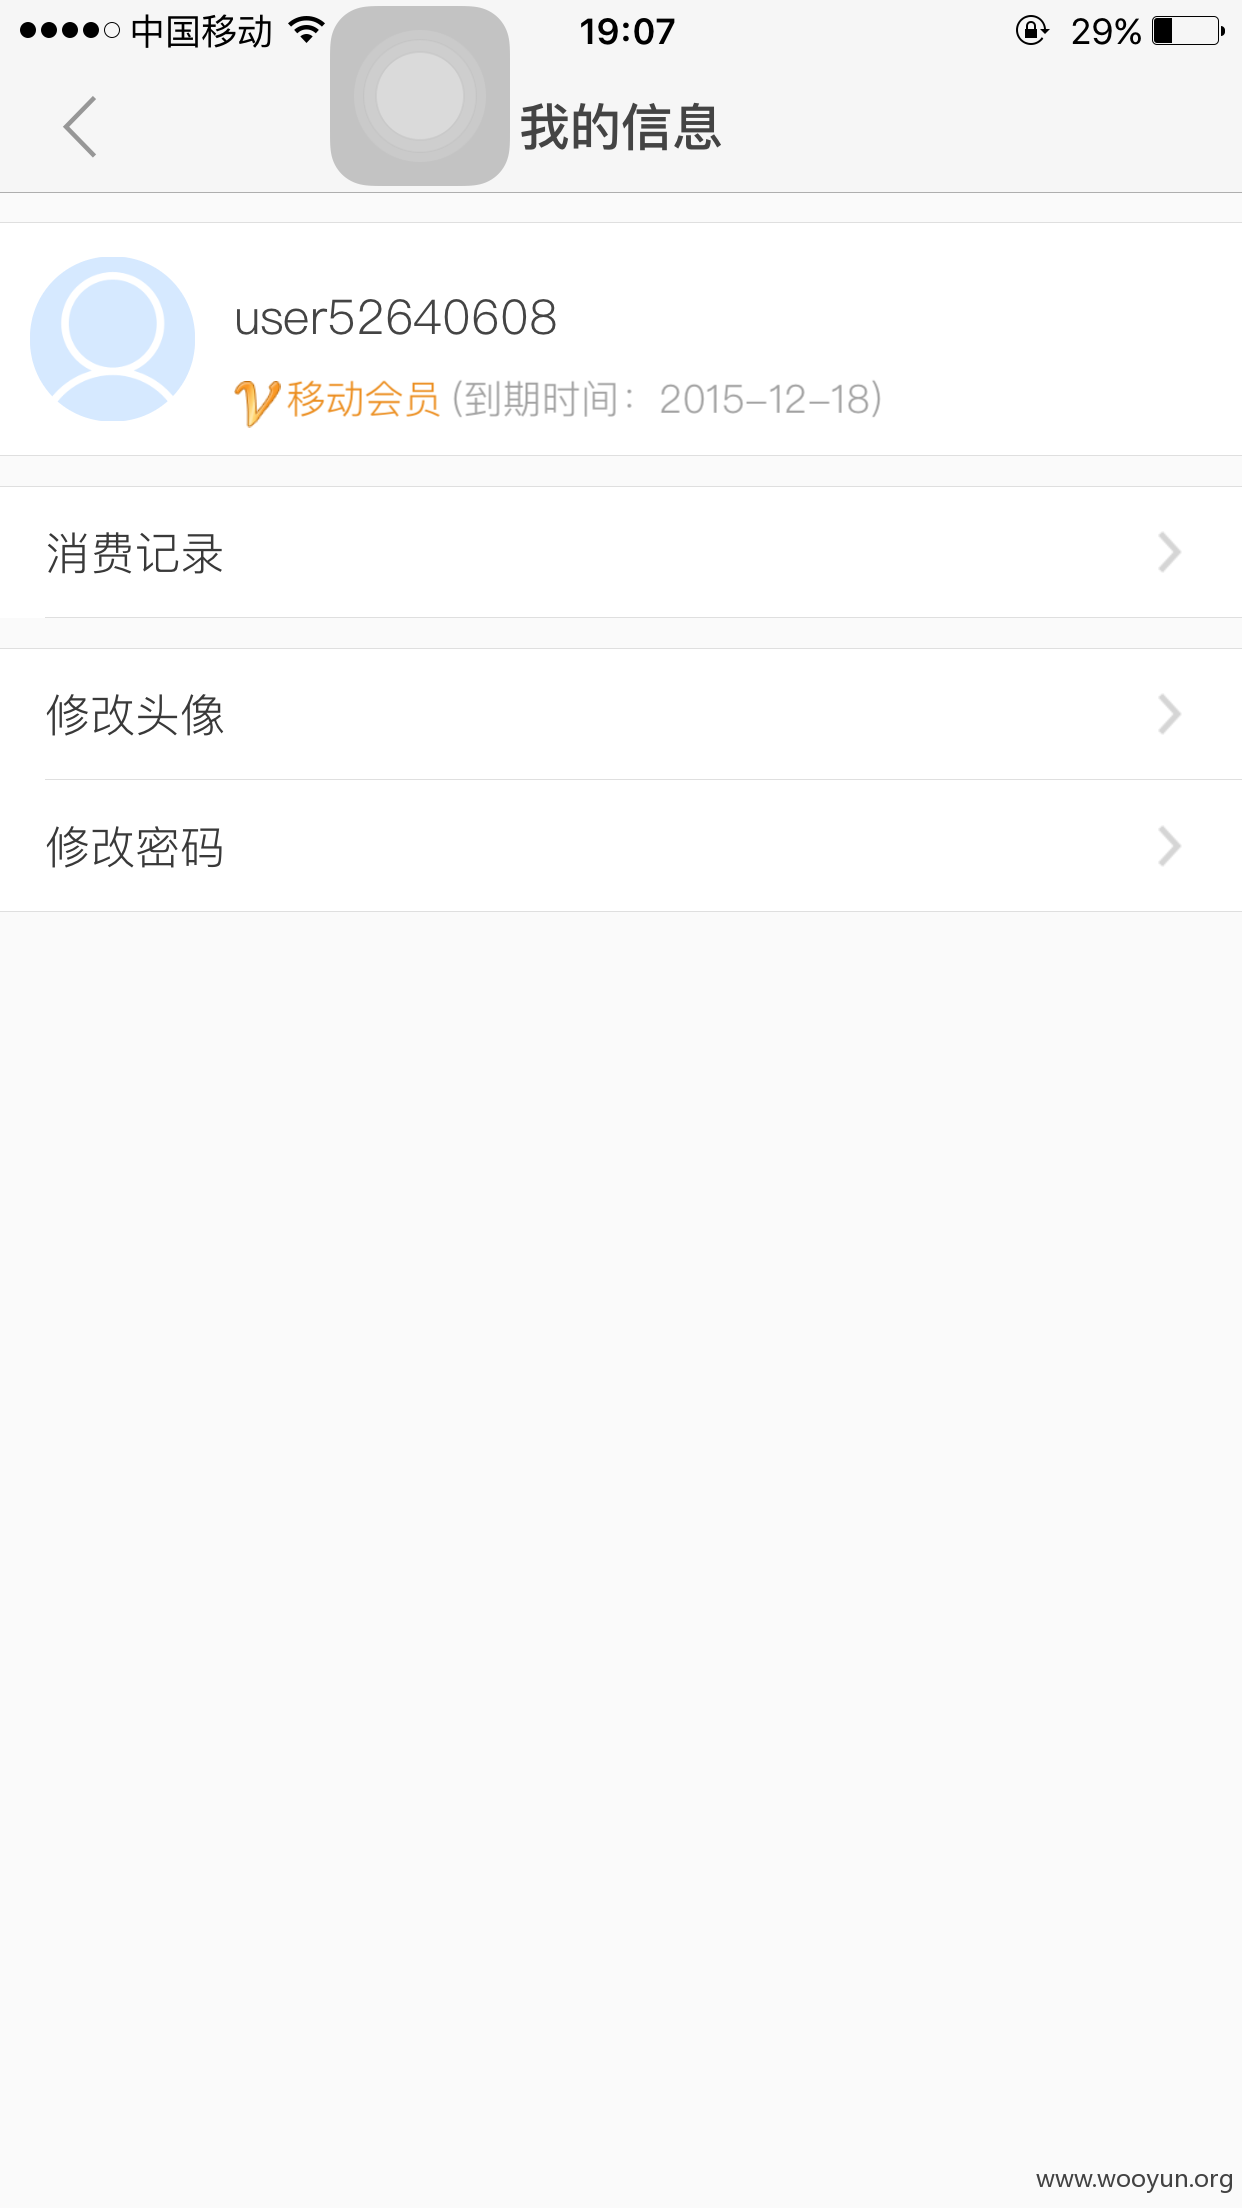 中国移动 19:07 29%
我的信息
user52640608
移动会员 (到期时间：2015-12-18)
消费记录
修改头像
修改密码
www.wooyun.org